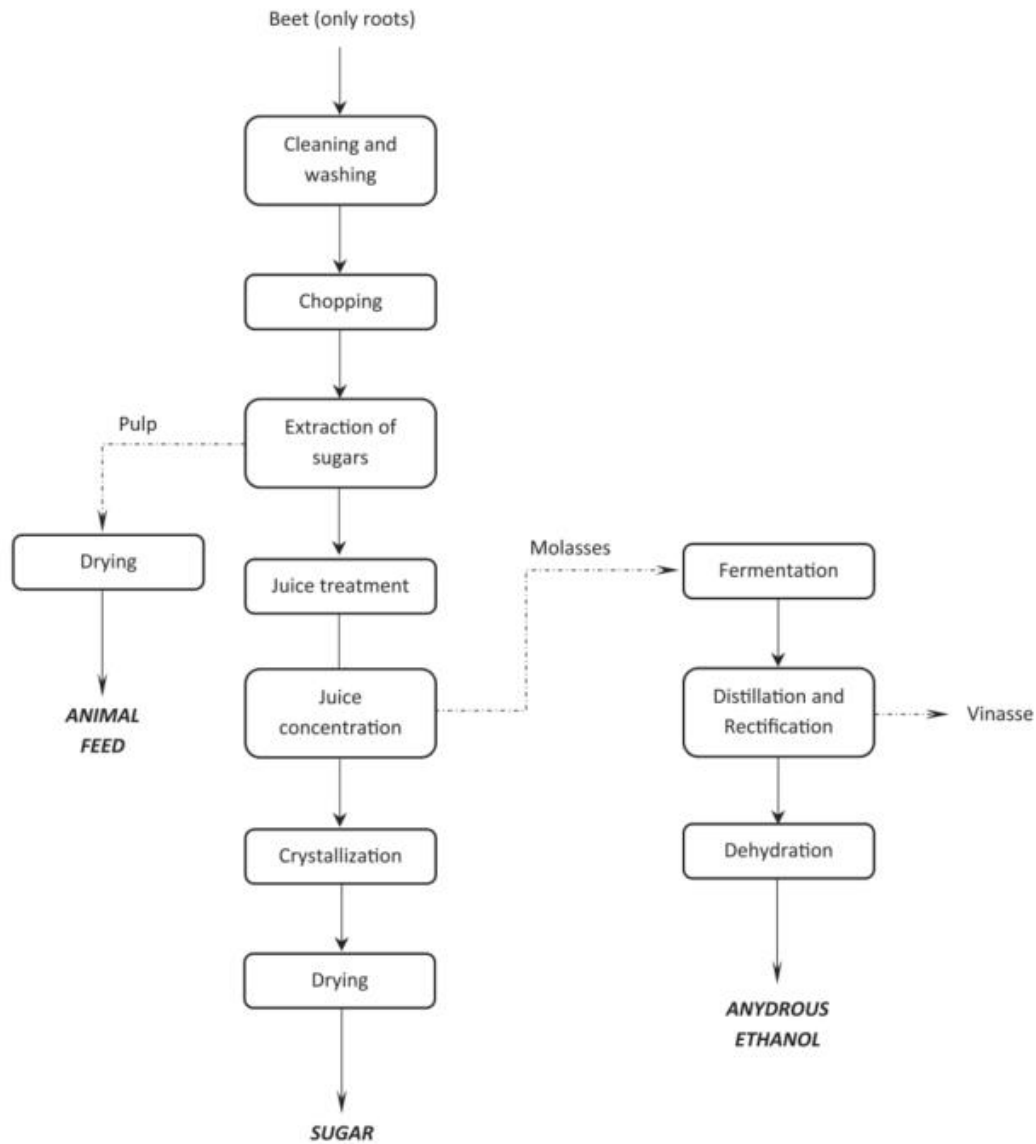 Beet (only roots)
Cleaning and
washing
Chopping
Pulp
Extraction of
sugars
Drying
Juice treatment
Molasses
Fermentation
ANIMAL
FEED
Juice
concentration
Distillation and
Rectification
Vinasse
Crystallization
Dehydration
Drying
ANYDROUS
ETHANOL
SUGAR